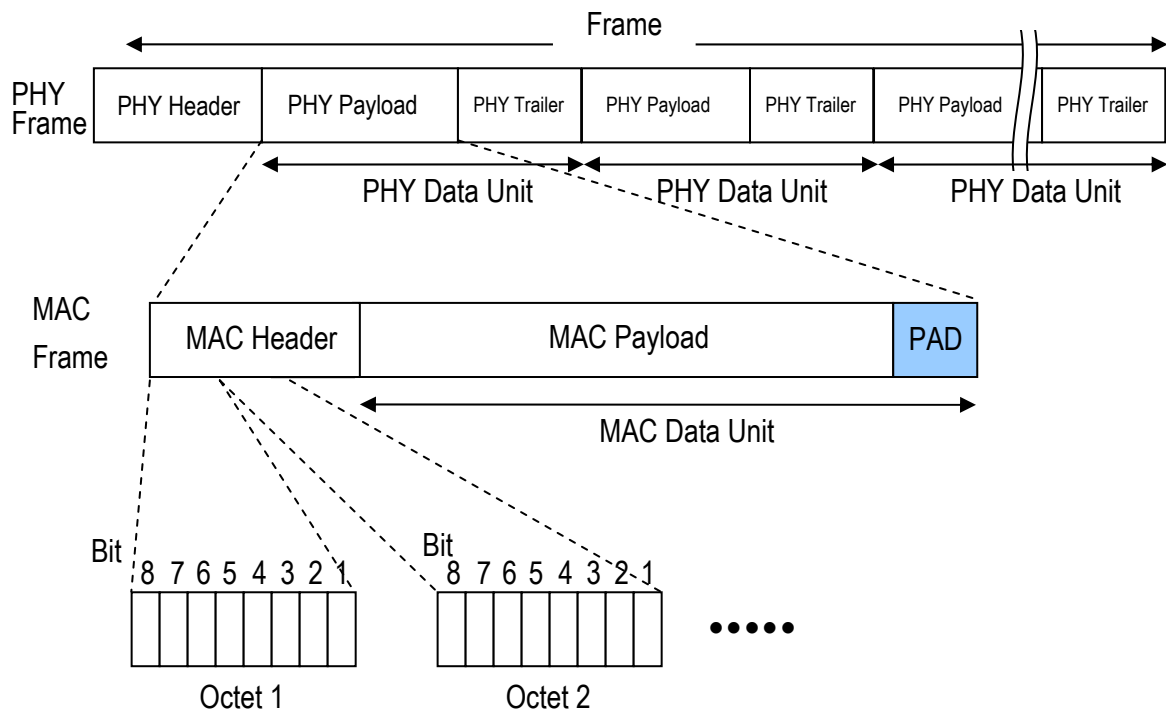 Frame
PHY
Frame
PHY Header PHY Payload PHY Trailer PHY Payload PHY Trailer PHY Payload PHY Trailer
PHY Data Unit PHY Data Unit PHY Data Unit
MAC
Frame
MAC Header MAC Payload PAD
MAC Data Unit
Bit Bit
8 7 6 5 4 3 2 1 8 7 6 5 4 3 2 1
Octet 1 Octet 2